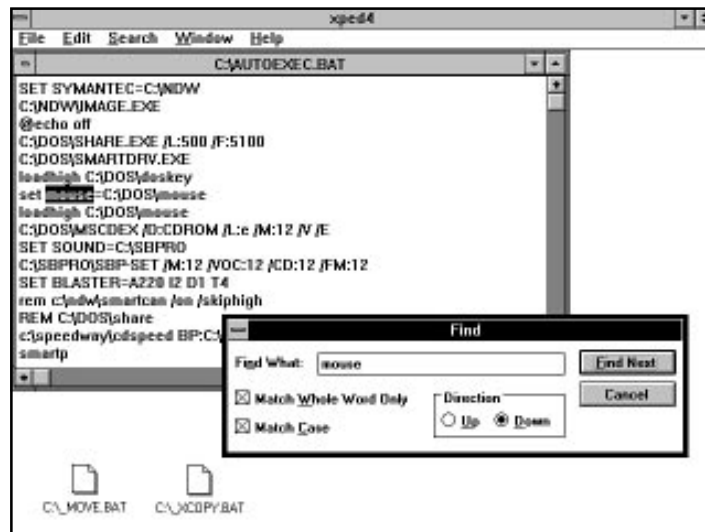 xped4
File Edit Search Window Help
C:\AUTOEXEC.BAT
SET SYMANTEC=C:\NDW
C:\NDW\IMAGE.EXE
@echo off
C:\DOS\SHARE.EXE /L:500 /F:5100
C:\DOS\SMARTDRV.EXE
loadhigh C:\DOS\doskey
set mouse=C:\DOS\mouse
loadhigh C:\DOS\mouse
C:\DOS\MSCDEX /D:CDROM /L:e /M:12 /V /E
SET SOUND=C:\SBPRO
C:\SBPRO\SBP-SET /M:12 /VOC:12 /CD:12 /FM:12
SET BLASTER=A220 I2 D1 T4
rem c:\ndw\smartcan /on /skiphigh
REM C:\DOS\share
c:\speedway\cdspeed BP:C:\
smartp
Find
Find What: mouse
Find Next
Match Whole Word Only
Direction
Cancel
Match Case
Up Down
C:\_MOVE.BAT C:\_XCOPY.BAT